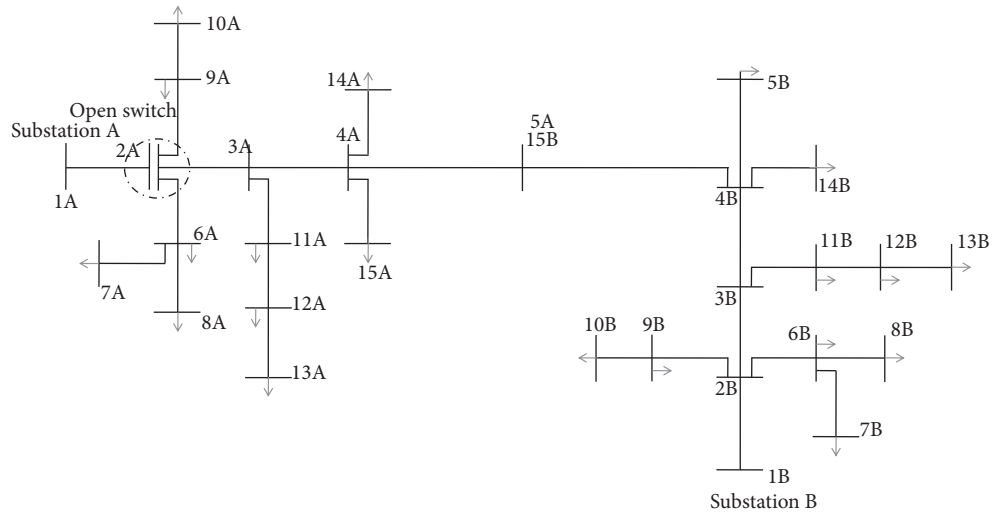 10A
9A
14A
5B
Open switch
Substation A
2A
3A
4A
5A
15B
1A
4B
14B
6A
11A
15A
7A
11B
12B
13B
3B
12A
8A
10B
9B
6B
8B
13A
2B
7B
1B
Substation B